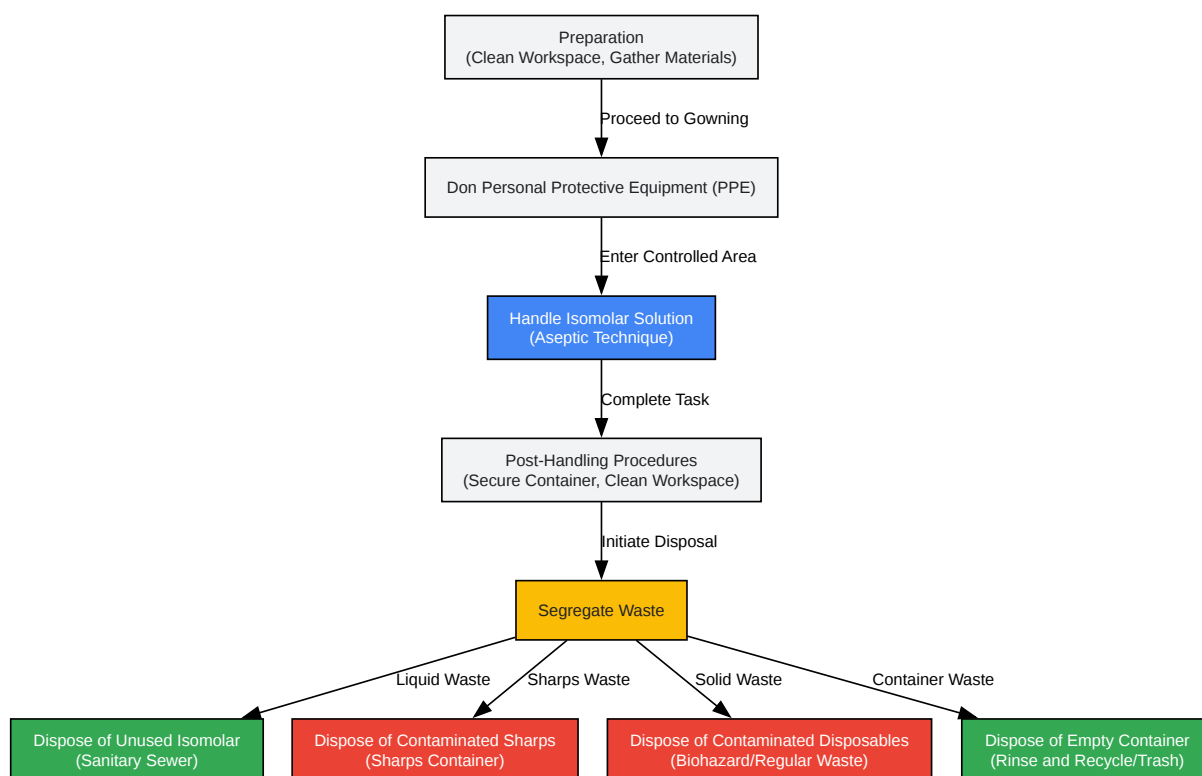 Preparation
(Clean Workspace, Gather Materials)
Proceed to Gowning
Don Personal Protective Equipment (PPE)
Enter Controlled Area
Handle Isomolar Solution
(Aseptic Technique)
Complete Task
Post-Handling Procedures
(Secure Container, Clean Workspace)
Initiate Disposal
Segregate Waste
Liquid Waste
Sharps Waste
Solid Waste
Container Waste
Dispose of Unused Isomolar
(Sanitary Sewer)
Dispose of Contaminated Sharps
(Sharps Container)
Dispose of Contaminated Disposables
(Biohazard/Regular Waste)
Dispose of Empty Container
(Rinse and Recycle/Trash)